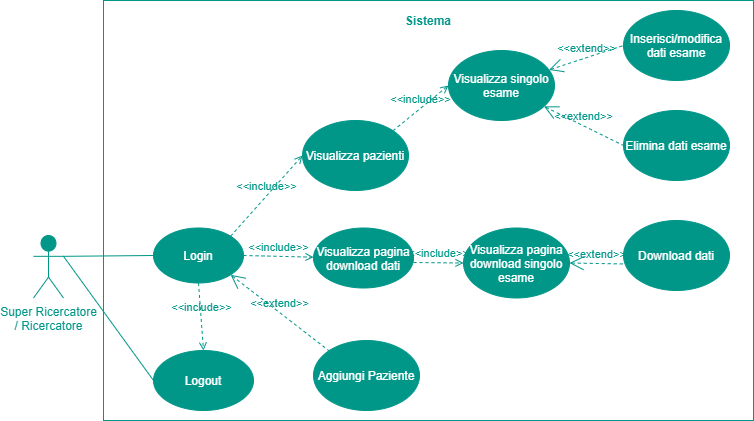 Sistema
Inserisci/modifica
dati esame
<<extend>>
Visualizza singolo
esame
<<include>>
<<extend>>
Elimina dati esame
Visualizza pazienti
<<include>>
Login
<<include>>
Visualizza pagina
download dati
<<include>>
Visualizza pagina
download singolo
esame
<<extend>>
Download dati
Super Ricercatore
/ Ricercatore
<<include>>
<<extend>>
Logout
Aggiungi Paziente